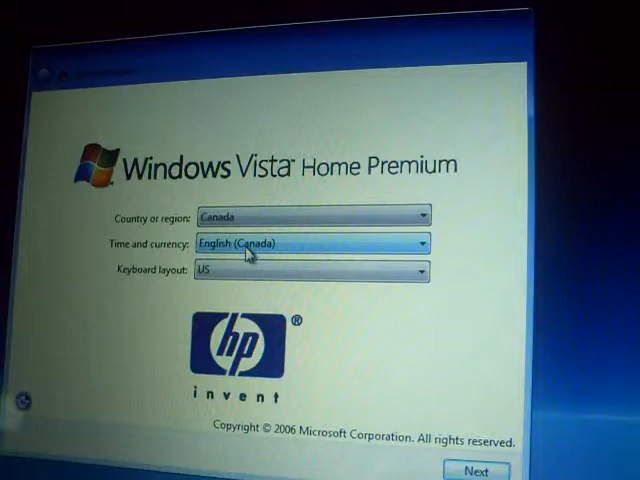 Windows Vista™ Home Premium
Country or region: Canada
Time and currency: English (Canada)
Keyboard layout: US
hp®
invent
Copyright © 2006 Microsoft Corporation. All rights reserved.
Next